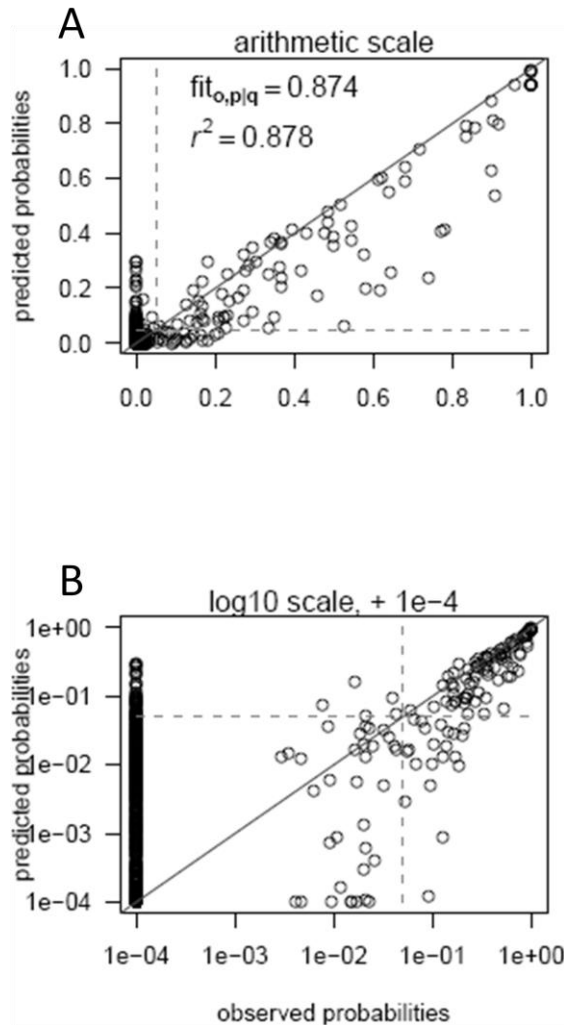 A
arithmetic scale
fit_o,p|q = 0.874
r² = 0.878
predicted probabilities
1.0
0.8
0.6
0.4
0.2
0.0
0.0 0.2 0.4 0.6 0.8 1.0
B
log10 scale, + 1e−4
predicted probabilities
1e+00
1e−01
1e−02
1e−03
1e−04
1e−04 1e−03 1e−02 1e−01 1e+00
observed probabilities